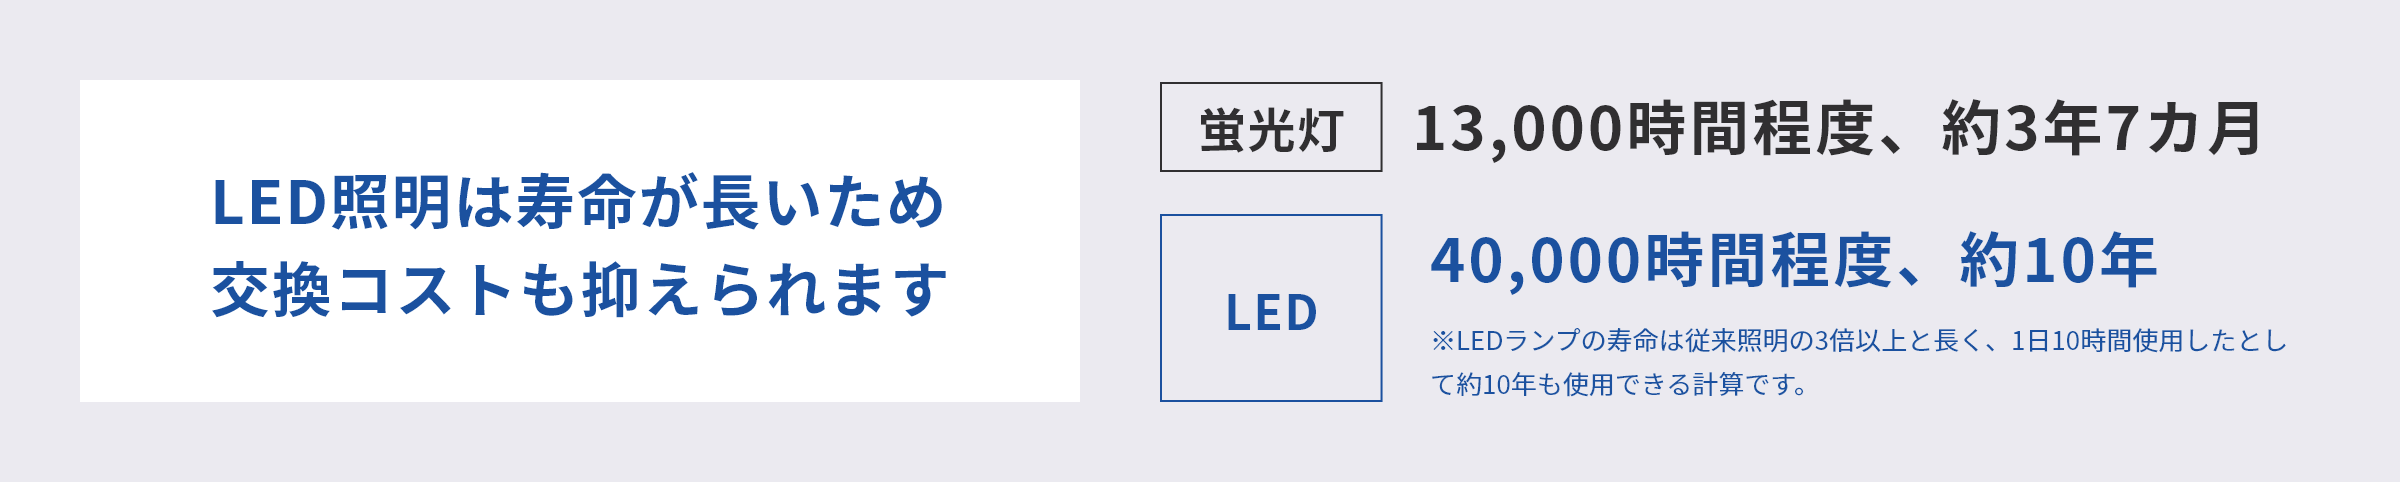 LED照明は寿命が長いため
交換コストも抑えられます
蛍光灯
13,000時間程度、約3年7カ月
LED
40,000時間程度、約10年
※LEDランプの寿命は従来照明の3倍以上と長く、1日10時間使用したとし
て約10年も使用できる計算です。